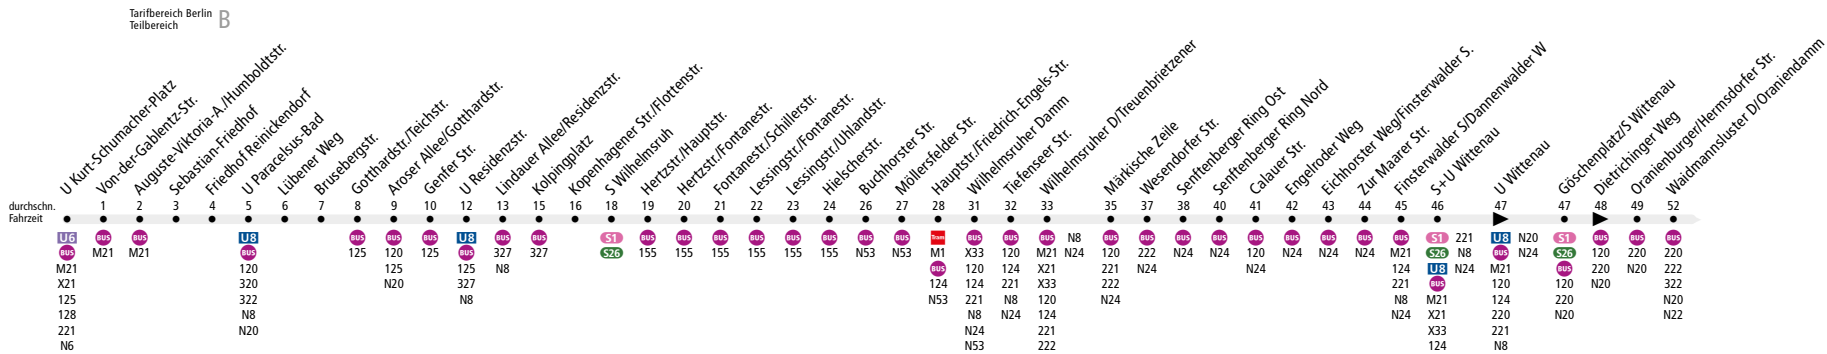 Tarifbereich Berlin
Teilbereich
B
U Kurt-Schumacher-Platz
Von-der-Gablentz-Str.
Auguste-Viktoria-A./Humboldtstr.
Sebastian-Friedhof
Friedhof Reinickendorf
U Paracelsus-Bad
Lübener Weg
Brusebergstr.
Gotthardstr./Teichstr.
Aroser Allee/Gotthardstr.
Genfer Str.
U Residenzstr.
Lindauer Allee/Residenzstr.
Kolpingplatz
Kopenhagener Str./Flottenstr.
S Wilhelmsruh
Hertzstr./Hauptstr.
Hertzstr./Fontanestr.
Fontanestr./Schillerstr.
Lessingstr./Fontanestr.
Lessingstr./Uhlandstr.
Hielscherstr.
Buchhorster Str.
Möllersfelder Str.
Hauptstr./Friedrich-Engels-Str.
Wilhelmsruher Damm
Tiefenseer Str.
Wilhelmsruher D/Treuenbrietzener
Märkische Zeile
Wesendorfer Str.
Senftenberger Ring Ost
Senftenberger Ring Nord
Calauer Str.
Engelroder Weg
Eichhorster Weg/Finsterwalder S.
Zur Maarer Str.
Finsterwalder S/Dannenwalder W
S+U Wittenau
U Wittenau
Göschenplatz/S Wittenau
Dietrichinger Weg
Oranienburger/Hermsdorfer Str.
Waidmannsluster D/Oraniendamm
durchschn. 1 2 3 4 5 6 7 8 9 10 12 13 15 16 18 19 20 21 22 23 24 26 27 28 31 32 33 35 37 38 40 41 42 43 44 45 46 47 47 48 49 52
Fahrzeit
U6 BUS BUS U8 BUS BUS BUS U8 BUS BUS S1 BUS BUS BUS BUS BUS BUS BUS BUS Tram BUS BUS BUS N8 BUS BUS BUS BUS BUS BUS BUS BUS BUS S1 221 U8 N20 S1 BUS BUS BUS
BUS M21 M21 BUS 125 120 125 BUS 327 327 S26 155 155 155 155 155 155 N53 N53 M1 X33 120 M21 N24 120 222 N24 N24 120 N24 N24 N24 M21 S26 N8 BUS N24 S26 120 220 220
M21 120 125 125 N8 BUS 120 124 X21 221 N24 N24 124 U8 N24 M21 BUS 220 N20 222
X21 320 N20 327 124 124 221 X33 222 221 BUS 120 120 N20 322
125 322 N8 N53 221 N8 120 N24 N8 M21 124 220 N20
128 N8 N8 N24 124 N24 X21 220 N20 N22
221 N20 N24 221 X33 221
N6 N53 222 124 N8